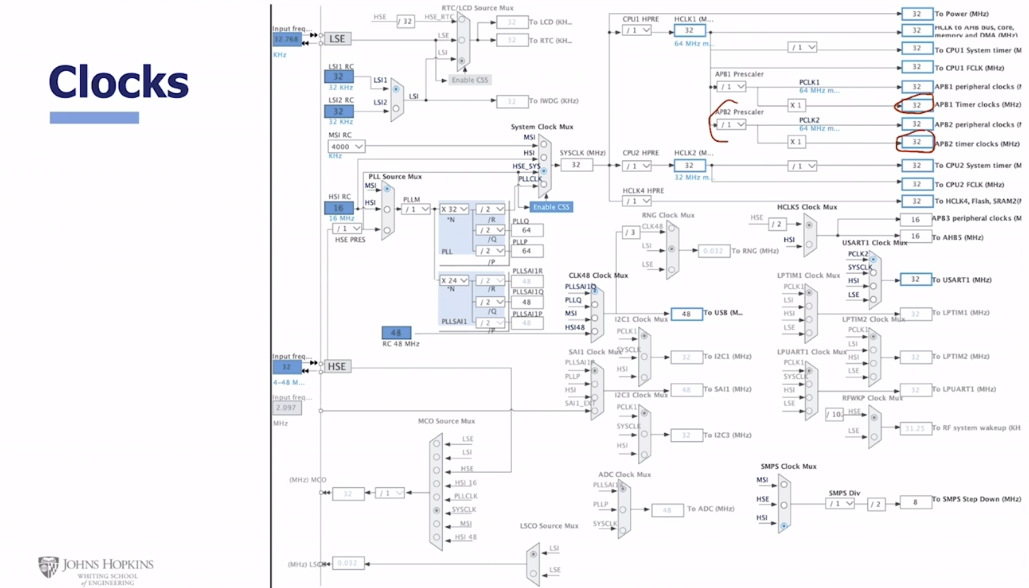 Clocks
RTC/LCD Source Mux
HSE
/ 32
HSE_RTC
32
To LCD (KH...
LSE
32
To RTC (KH...
LSI
Enable CSS
Input freq...
32.768
KHz
LSE
LSI1 RC
32
32 KHz
LSI1
LSI2 RC
32
32 KHz
LSI2
LSI
32
To IWDG (KHz)
MSI RC
4000
KHz
System Clock Mux
MSI
HSI
HSE_SYS
PLLCLK
Enable CSS
SYSCLK (MHz)
32
PLL Source Mux
MSI
HSI
HSI RC
16
16 MHz
/ 1
HSE PRES
PLLM
/ 1
X 32
*N
PLL
/ 2
/R
/ 2
/Q
/ 2
/P
PLLQ
64
PLLP
64
X 24
*N
PLLSAI1
/ 2
/R
/ 2
/Q
/ 2
/P
PLLSAI1R
48
PLLSAI1Q
48
PLLSAI1P
48
48
RC 48 MHz
Input freq...
32
4-48 M...
HSE
Input freq...
2.097
MHz
CPU1 HPRE
/ 1
HCLK1 (M...
32
64 MHz m...
32
To Power (MHz)
32
HCLK to AHB bus, core,
memory and DMA (MHz)
/ 1
32
To CPU1 System timer (M
32
To CPU1 FCLK (MHz)
APB1 Prescaler
/ 1
PCLK1
64 MHz m...
32
APB1 peripheral clocks (M
X 1
32
APB1 Timer clocks (MHz)
APB2 Prescaler
/ 1
PCLK2
64 MHz m...
32
APB2 peripheral clocks (M
X 1
32
APB2 timer clocks (MHz)
CPU2 HPRE
/ 1
HCLK2 (M...
32
32 MHz m...
/ 1
32
To CPU2 System timer (M
32
To CPU2 FCLK (MHz)
HCLK4 HPRE
/ 1
32
To HCLK4, Flash, SRAM2(M
RNG Clock Mux
/ 3
CLK48
LSI
LSE
0.032
To RNG (MHz)
HCLK5 Mux
HSE
/ 2
HSI
16
APB3 peripheral clocks (M
16
To AHB5 (MHz)
USART1 Clock Mux
PCLK2
SYSCLK
HSI
LSE
32
To USART1 (MHz)
CLK48 Clock Mux
PLLSAI1Q
PLLQ
MSI
HSI48
48
To USB (M...
LPTIM1 Clock Mux
PCLK1
LSI
HSI
LSE
32
To LPTIM1 (MHz)
I2C1 Clock Mux
PCLK1
SYSCLK
HSI
32
To I2C1 (MHz)
LPTIM2 Clock Mux
PCLK1
LSI
HSI
LSE
32
To LPTIM2 (MHz)
SAI1 Clock Mux
PLLSAI1P
PLLP
HSI
SAI1_EXT
48
To SAI1 (MHz)
LPUART1 Clock Mux
PCLK1
SYSCLK
HSI
LSE
32
To LPUART1 (MHz)
I2C3 Clock Mux
PCLK1
SYSCLK
HSI
32
To I2C3 (MHz)
RFWKP Clock Mux
/ 10
HSE
LSE
31.25
To RF system wakeup (KH
MCO Source Mux
LSE
LSI
HSE
HSI 16
PLLCLK
SYSCLK
MSI
HSI 48
(MHz) MCO
32
/ 1
ADC Clock Mux
PLLSAI1R
PLLP
SYSCLK
48
To ADC (MHz)
SMPS Clock Mux
MSI
HSE
HSI
SMPS Div
/ 1
/ 2
8
To SMPS Step Down (MHz)
LSCO Source Mux
LSI
LSE
(MHz) LSCO
0.032
JOHNS HOPKINS
WHITING SCHOOL
of ENGINEERING